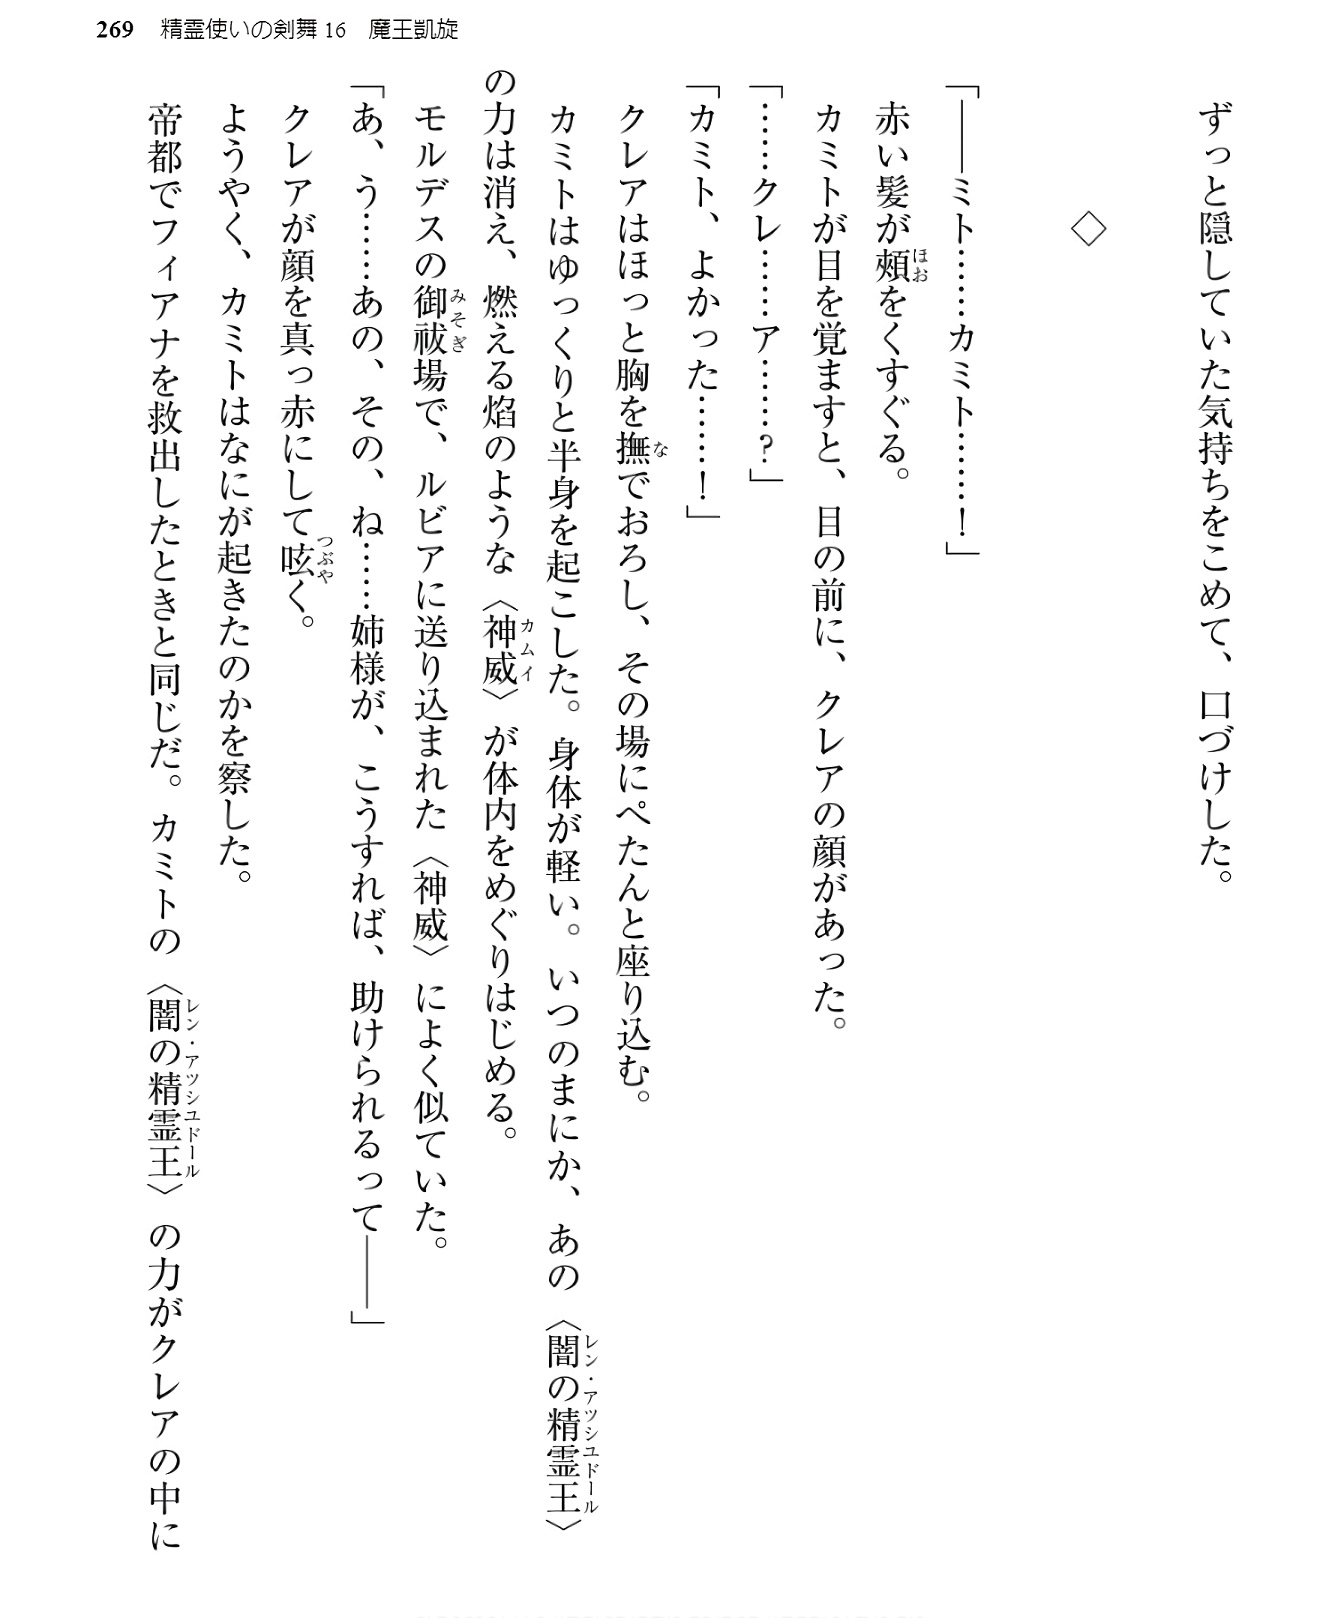 269 精霊使いの剣舞16 魔王凱旋
ずっと隠していた気持ちをこめて、口づけした。
◇
「――ミト……カミト……！」
赤い髪が頰をくすぐる。
カミトが目を覚ますと、目の前に、クレアの顔があった。
「……クレ……ア……？」
「カミト、よかった……！」
クレアはほっと胸を撫でおろし、その場にぺたんと座り込む。
カミトはゆっくりと半身を起こした。身体が軽い。いつのまにか、あの〈闇の精霊王〉
の力は消え、燃える焰のような〈神威〉が体内をめぐりはじめる。
モルデスの御祓場で、ルビアに送り込まれた〈神威〉によく似ていた。
「あ、う……あの、その、ね……姉様が、こうすれば、助けられるって――」
クレアが顔を真っ赤にして呟く。
ようやく、カミトはなにが起きたのかを察した。
帝都でフィアナを救出したときと同じだ。カミトの〈闇の精霊王〉の力がクレアの中に